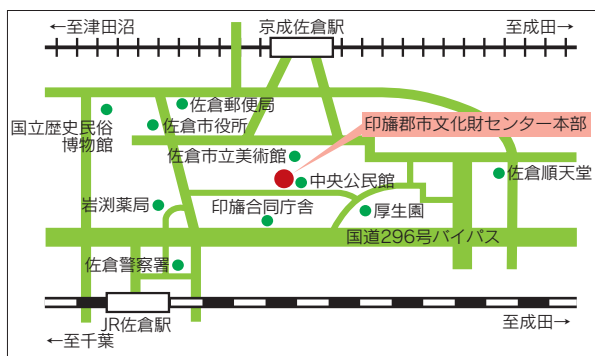 ←至津田沼
京成佐倉駅
至成田→
佐倉郵便局
国立歴史民俗
博物館
佐倉市役所
印旛郡市文化財センター本部
佐倉市立美術館
中央公民館
佐倉順天堂
岩渕薬局
印旛合同庁舎
厚生園
国道296号バイパス
佐倉警察署
JR佐倉駅
至成田→
←至千葉